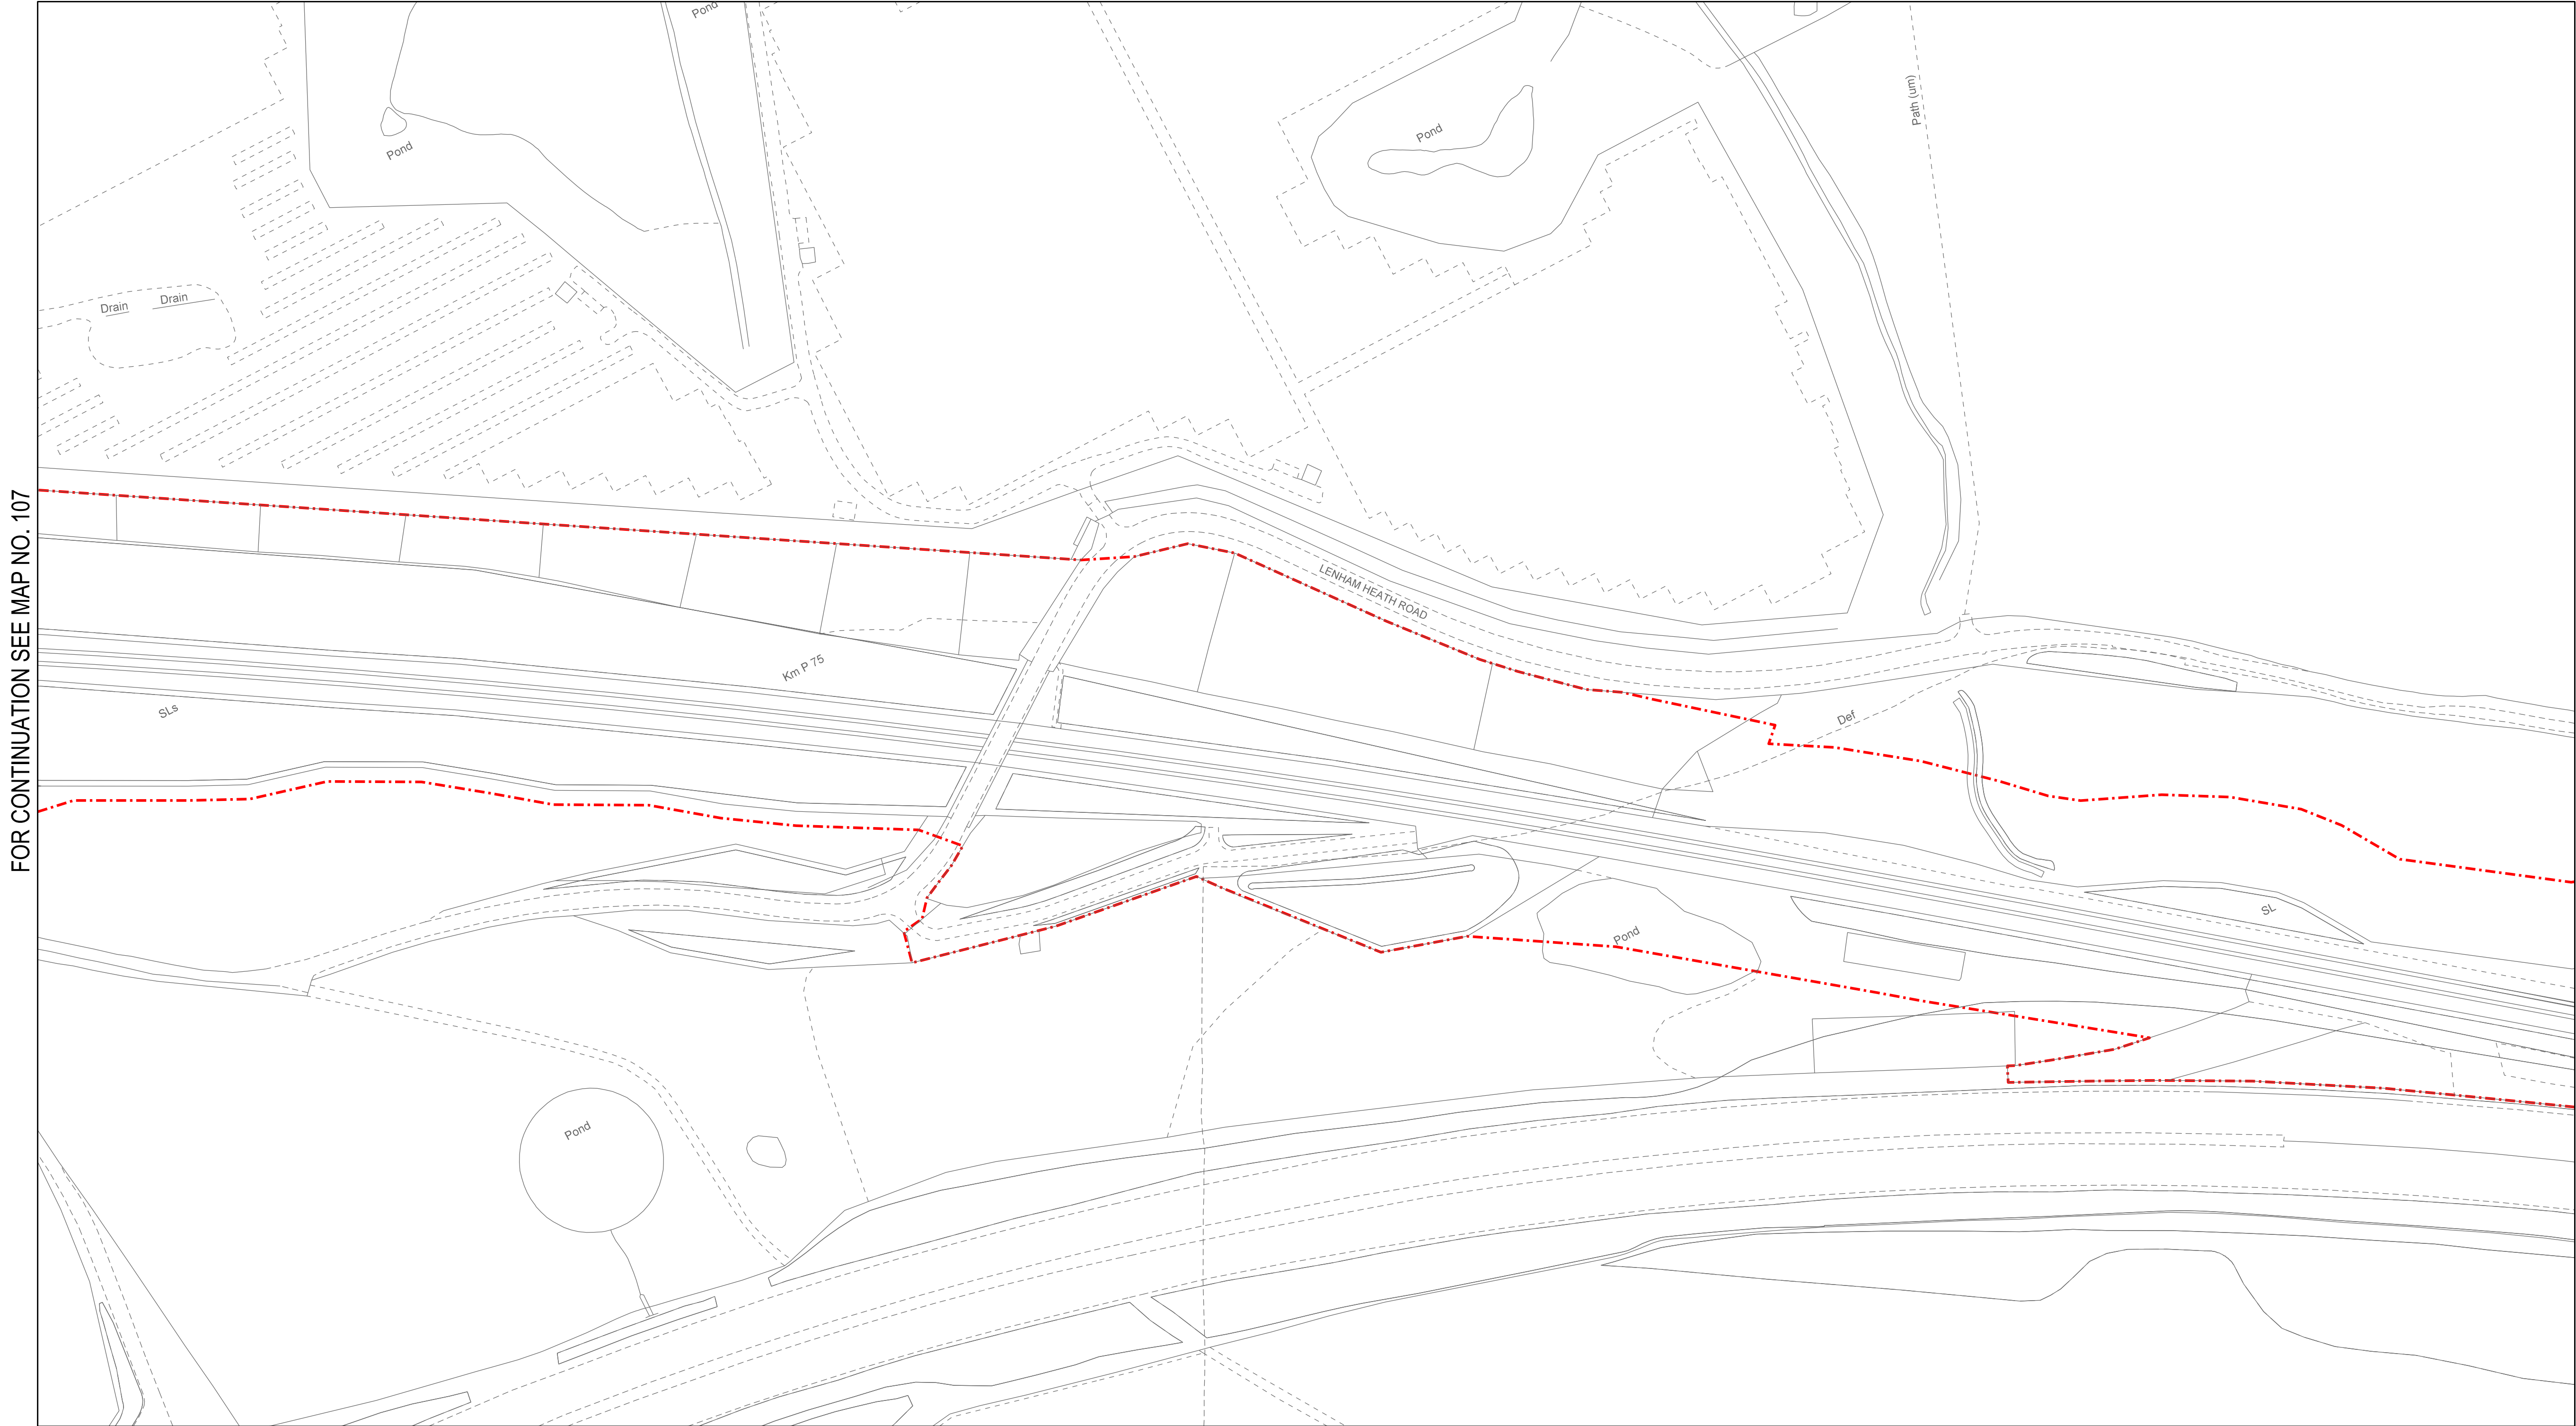 Pond
Path (um)
Pond
Pond
Drain
Drain
FOR CONTINUATION SEE MAP NO. 107
LENHAM HEATH ROAD
Km P 75
SLs
Def
SL
Pond
Pond